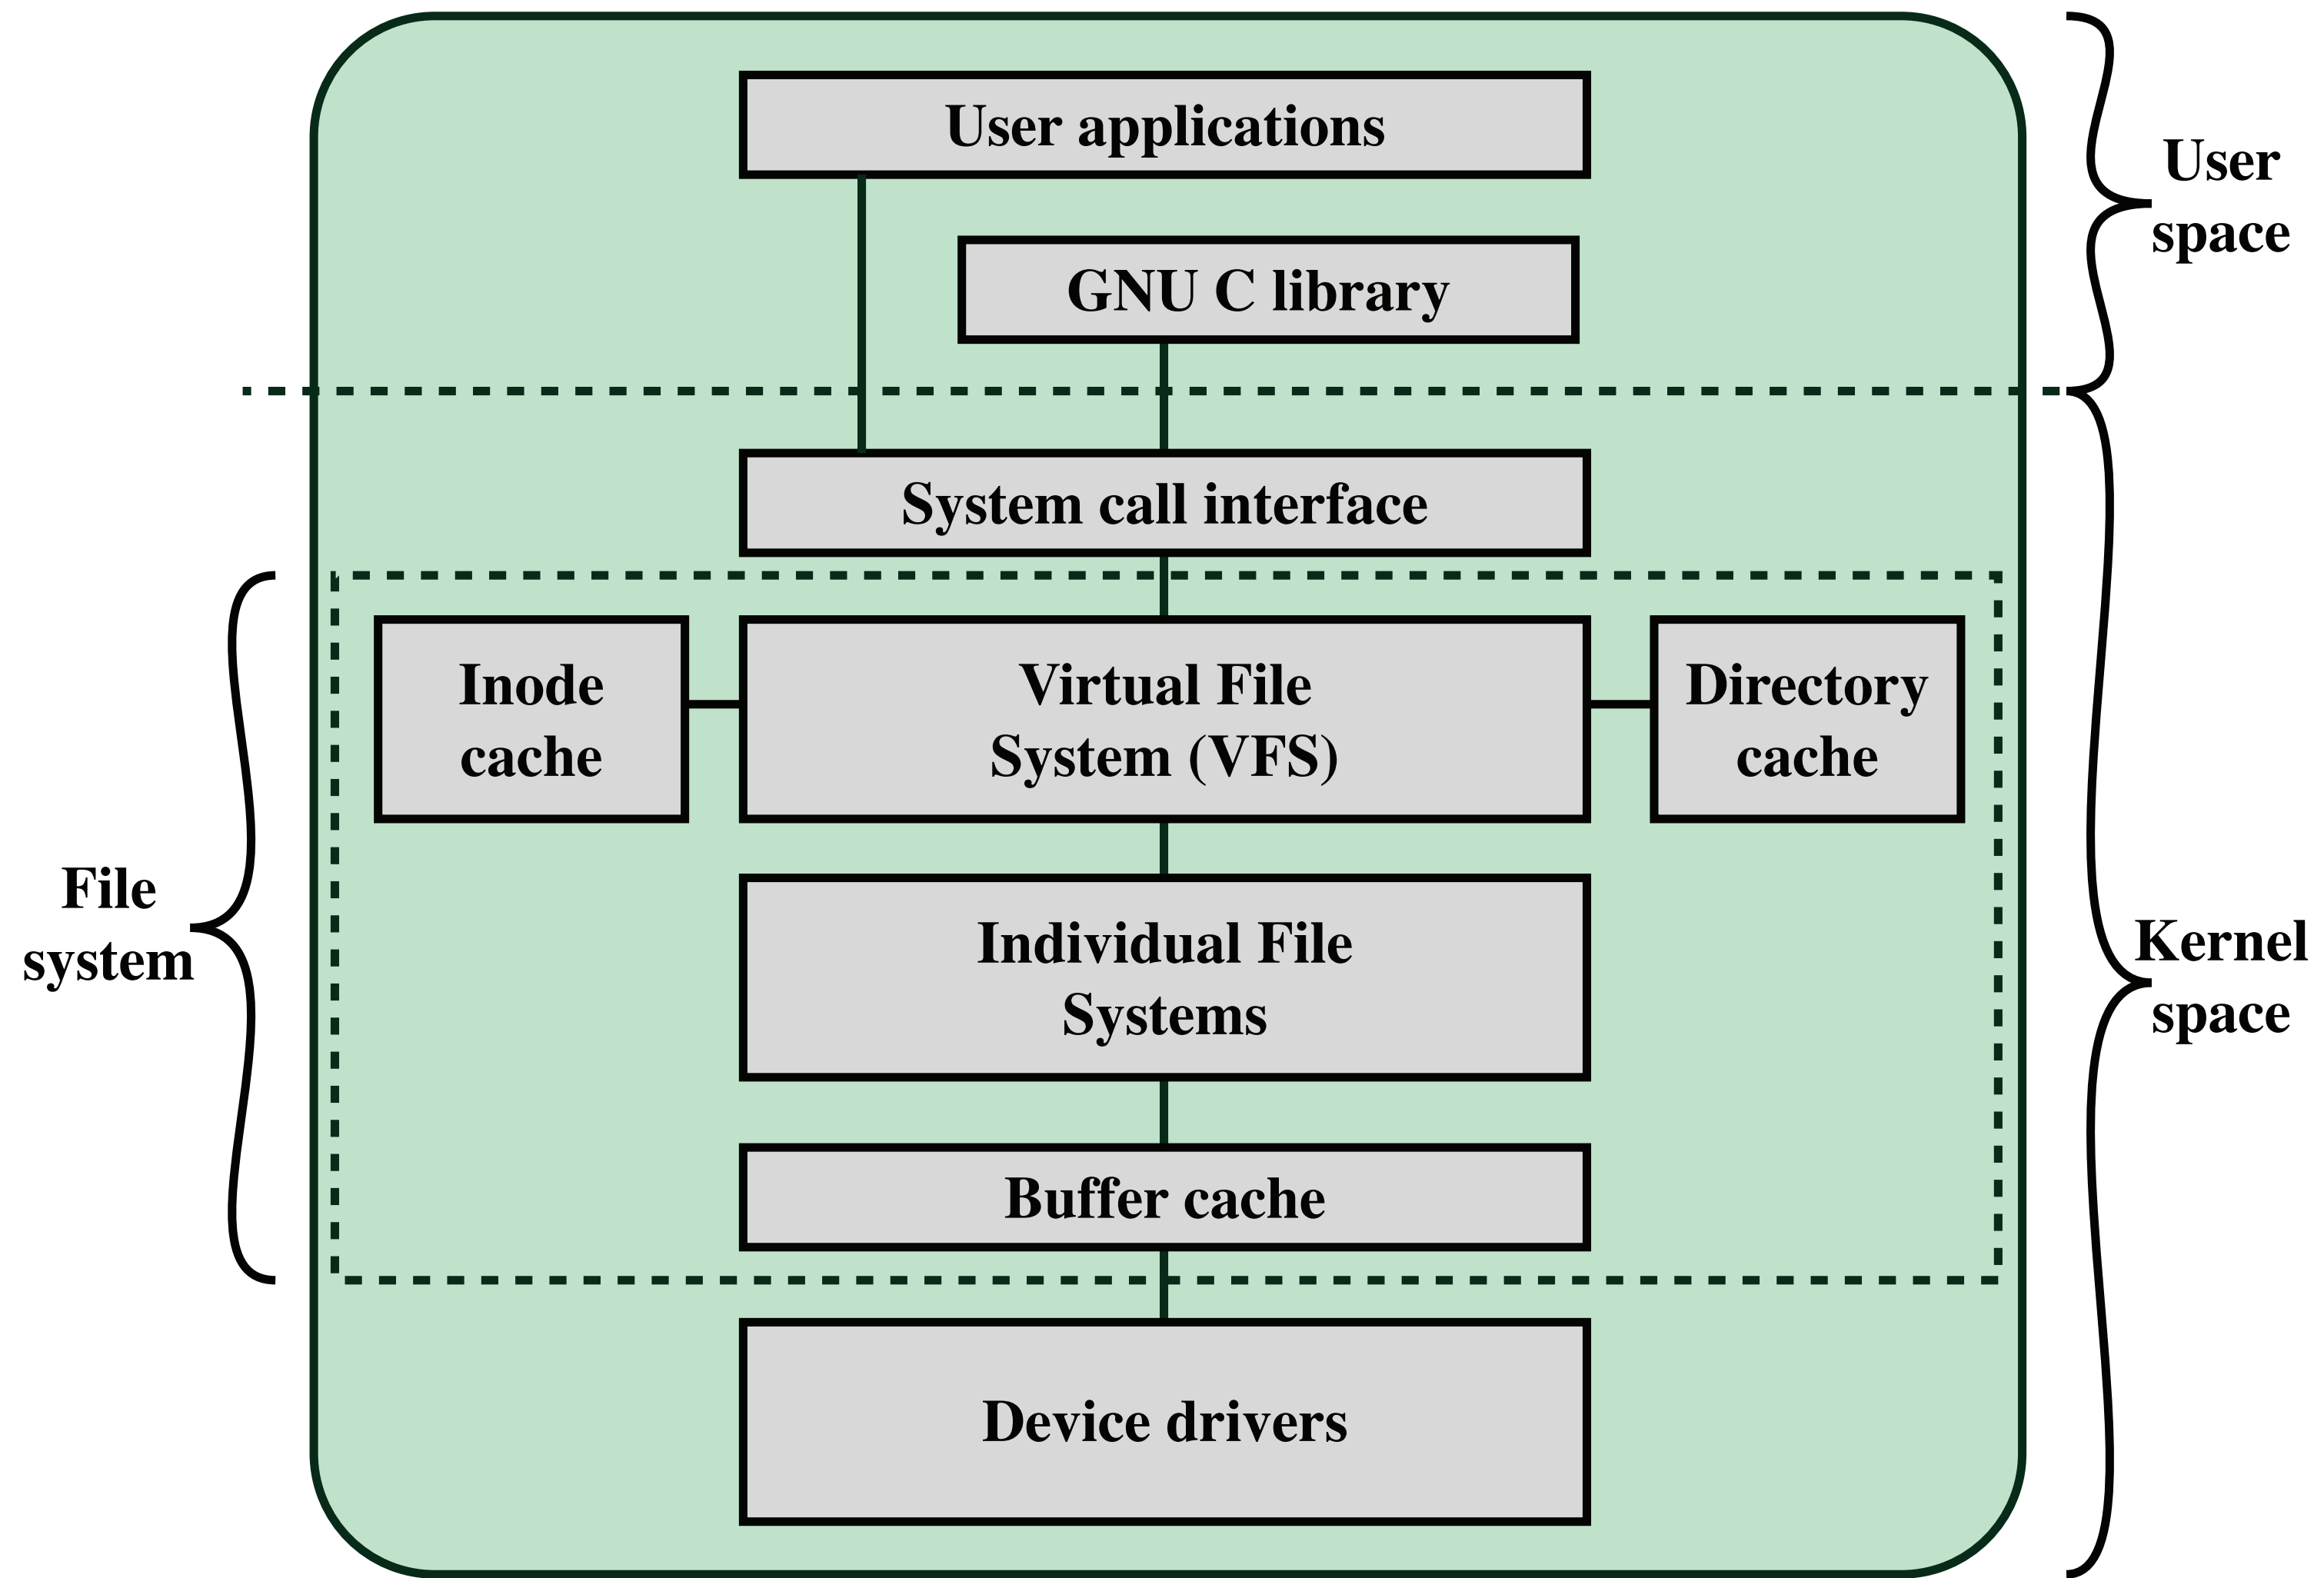 User applications
User
space
GNU C library
System call interface
Inode
cache
Virtual File
System (VFS)
Directory
cache
File
system
Individual File
Systems
Kernel
space
Buffer cache
Device drivers